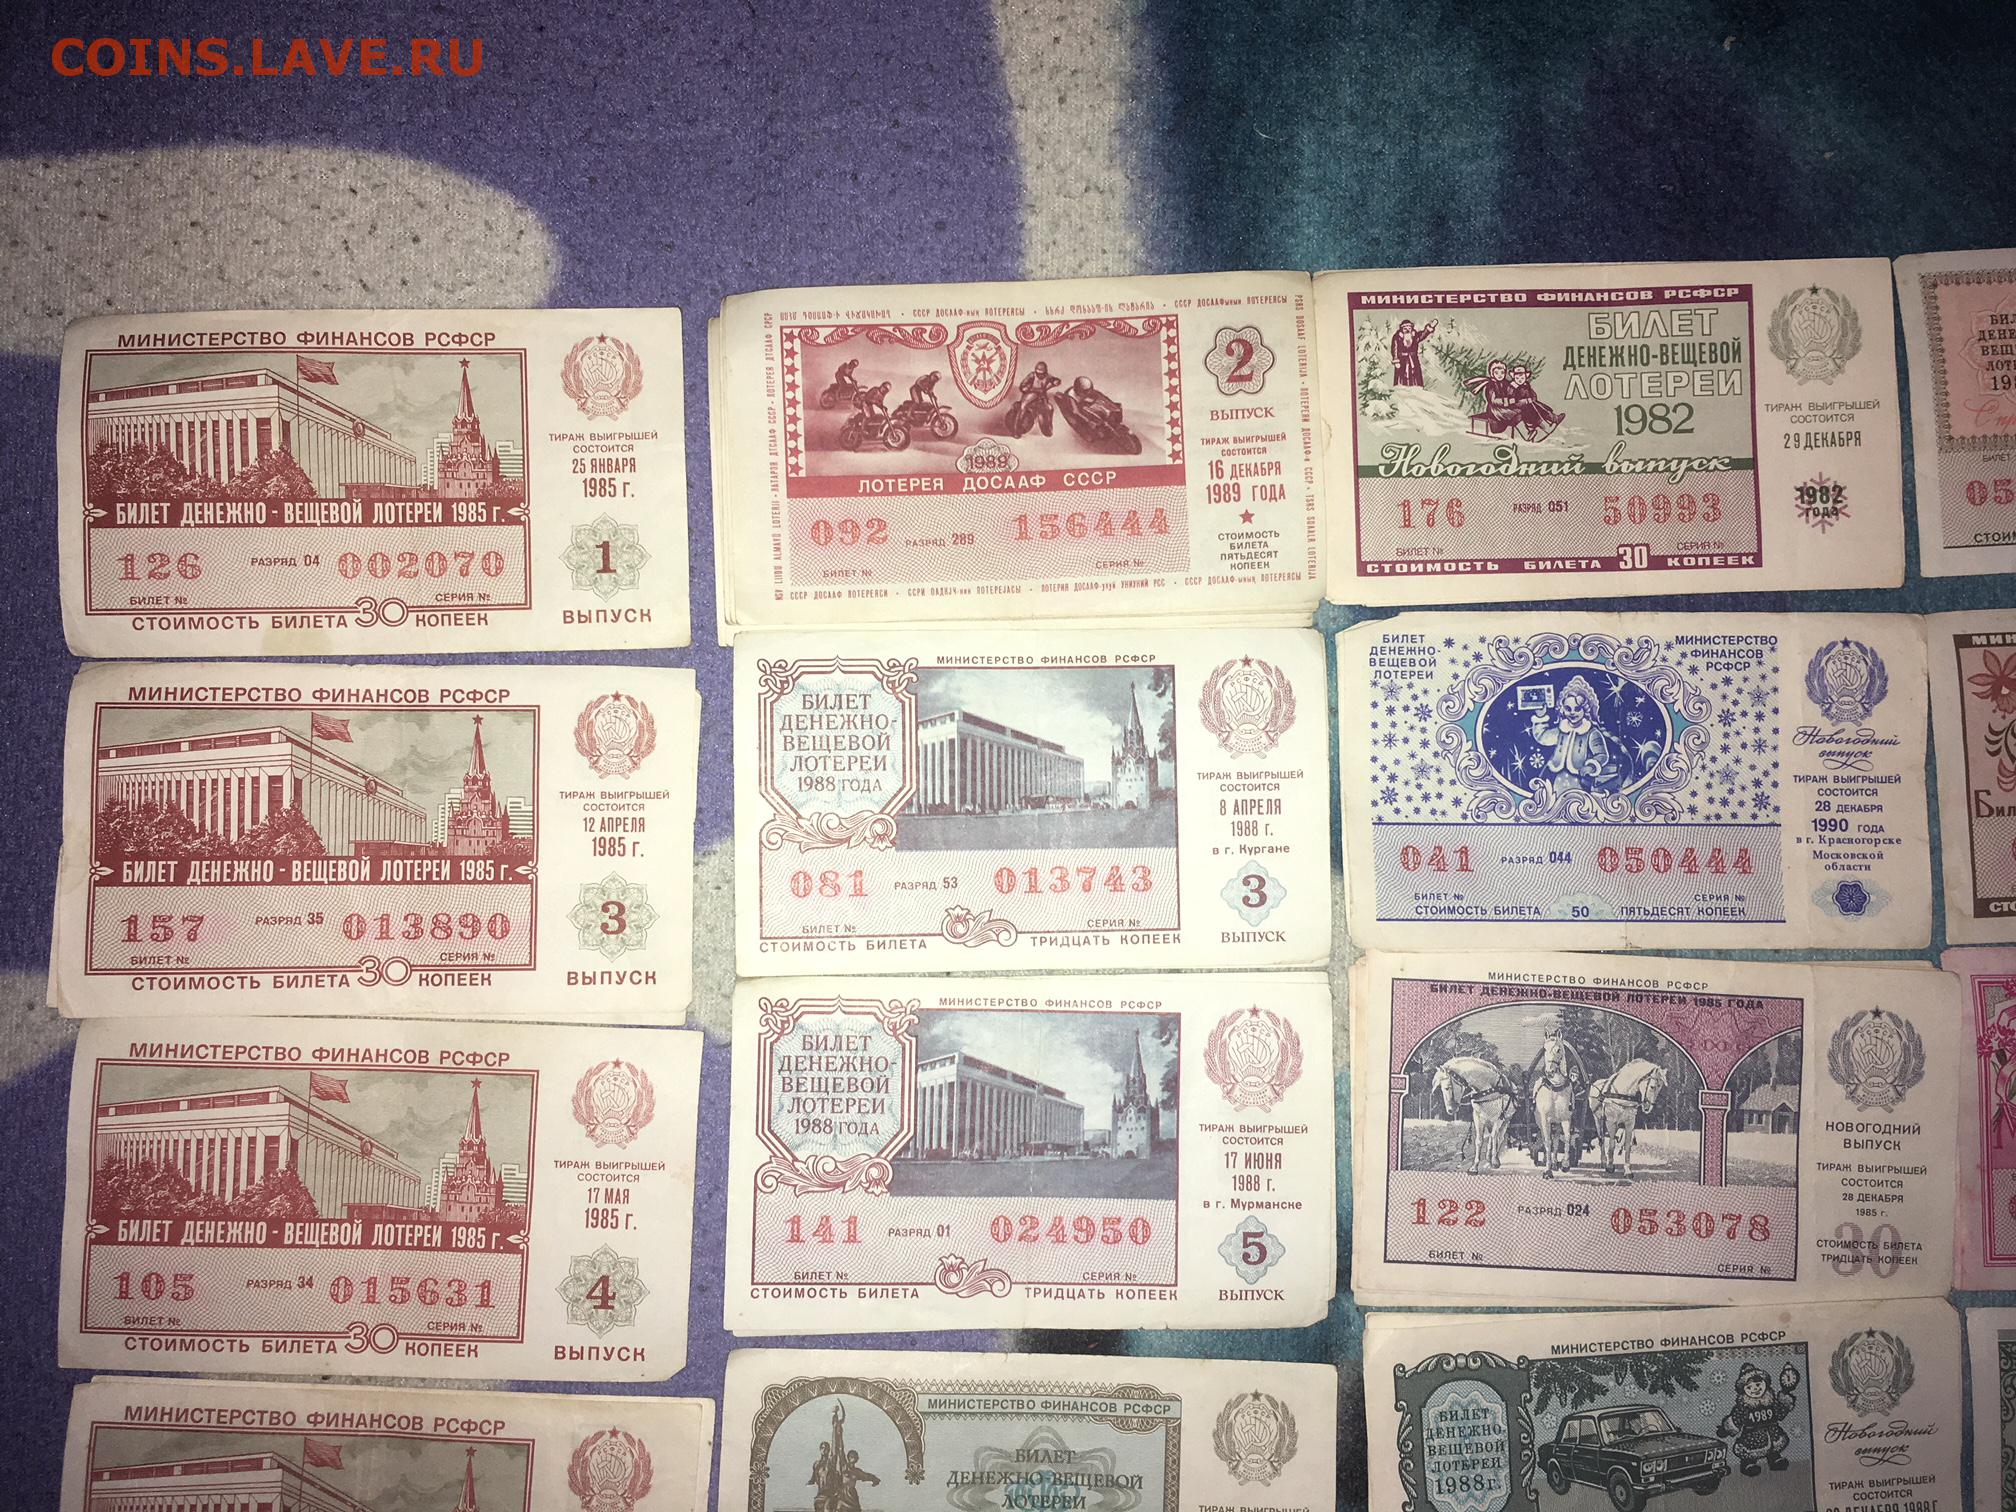 COINS.LAVE.RU
МИНИСТЕРСТВО ФИНАНСОВ РСФСР
БИЛЕТ ДЕНЕЖНО - ВЕЩЕВОЙ ЛОТЕРЕИ 1985 г.
126 РАЗРЯД 04 002070
БИЛЕТ № СЕРИЯ №
СТОИМОСТЬ БИЛЕТА 30 КОПЕЕК
ТИРАЖ ВЫИГРЫШЕЙ
СОСТОИТСЯ
25 ЯНВАРЯ
1985 г.
1
ВЫПУСК
МИНИСТЕРСТВО ФИНАНСОВ РСФСР
БИЛЕТ ДЕНЕЖНО - ВЕЩЕВОЙ ЛОТЕРЕИ 1985 г.
157 РАЗРЯД 35 013890
БИЛЕТ № СЕРИЯ №
СТОИМОСТЬ БИЛЕТА 30 КОПЕЕК
ТИРАЖ ВЫИГРЫШЕЙ
СОСТОИТСЯ
12 АПРЕЛЯ
1985 г.
3
ВЫПУСК
МИНИСТЕРСТВО ФИНАНСОВ РСФСР
БИЛЕТ ДЕНЕЖНО - ВЕЩЕВОЙ ЛОТЕРЕИ 1985 г.
105 РАЗРЯД 34 015631
БИЛЕТ № СЕРИЯ №
СТОИМОСТЬ БИЛЕТА 30 КОПЕЕК
ТИРАЖ ВЫИГРЫШЕЙ
СОСТОИТСЯ
17 МАЯ
1985 г.
4
ВЫПУСК
МИНИСТЕРСТВО ФИНАНСОВ РСФСР
1989
ЛОТЕРЕЯ ДОСААФ СССР
092 РАЗРЯД 289 156444
БИЛЕТ № СЕРИЯ №
2
ВЫПУСК
ТИРАЖ ВЫИГРЫШЕЙ
СОСТОИТСЯ
16 ДЕКАБРЯ
1989 ГОДА
СТОИМОСТЬ
БИЛЕТА
ПЯТЬДЕСЯТ
КОПЕЕК
МИНИСТЕРСТВО ФИНАНСОВ РСФСР
БИЛЕТ
ДЕНЕЖНО-
ВЕЩЕВОЙ
ЛОТЕРЕИ
1988 ГОДА
081 РАЗРЯД 53 013743
БИЛЕТ № СЕРИЯ №
СТОИМОСТЬ БИЛЕТА ТРИДЦАТЬ КОПЕЕК
ТИРАЖ ВЫИГРЫШЕЙ
СОСТОИТСЯ
8 АПРЕЛЯ
1988 г.
в г. Кургане
3
ВЫПУСК
МИНИСТЕРСТВО ФИНАНСОВ РСФСР
БИЛЕТ
ДЕНЕЖНО-
ВЕЩЕВОЙ
ЛОТЕРЕИ
1988 ГОДА
141 РАЗРЯД 01 024950
БИЛЕТ № СЕРИЯ №
СТОИМОСТЬ БИЛЕТА ТРИДЦАТЬ КОПЕЕК
ТИРАЖ ВЫИГРЫШЕЙ
СОСТОИТСЯ
17 ИЮНЯ
1988 г.
в г. Мурманске
5
ВЫПУСК
МИНИСТЕРСТВО ФИНАНСОВ РСФСР
БИЛЕТ
ДЕНЕЖНО-ВЕЩЕВОЙ
ЛОТЕРЕИ
ТИРАЖ ВЫИГРЫШЕЙ
МИНИСТЕРСТВО ФИНАНСОВ РСФСР
БИЛЕТ
ДЕНЕЖНО-ВЕЩЕВОЙ
ЛОТЕРЕИ
1982
Новогодний выпуск
176 РАЗРЯД 051 50993
БИЛЕТ № СЕРИЯ №
СТОИМОСТЬ БИЛЕТА 30 КОПЕЕК
ТИРАЖ ВЫИГРЫШЕЙ
СОСТОИТСЯ
29 ДЕКАБРЯ
1982
ГОДА
БИЛЕТ
ДЕНЕЖНО-
ВЕЩЕВОЙ
ЛОТЕРЕИ
МИНИСТЕРСТВО
ФИНАНСОВ
РСФСР
041 РАЗРЯД 044 050444
БИЛЕТ № СЕРИЯ №
СТОИМОСТЬ БИЛЕТА 50 ПЯТЬДЕСЯТ КОПЕЕК
Новогодний
выпуск
ТИРАЖ ВЫИГРЫШЕЙ
СОСТОИТСЯ
28 ДЕКАБРЯ
1990 ГОДА
в г. Красногорске
Московской
области
МИНИСТЕРСТВО ФИНАНСОВ РСФСР
БИЛЕТ ДЕНЕЖНО-ВЕЩЕВОЙ ЛОТЕРЕИ 1985 ГОДА
122 РАЗРЯД 024 053078
БИЛЕТ № СЕРИЯ №
НОВОГОДНИЙ
ВЫПУСК
ТИРАЖ ВЫИГРЫШЕЙ
СОСТОИТСЯ
28 ДЕКАБРЯ
1985 г.
30
СТОИМОСТЬ БИЛЕТА
ТРИДЦАТЬ КОПЕЕК
МИНИСТЕРСТВО ФИНАНСОВ РСФСР
БИЛЕТ
ДЕНЕЖНО-
ВЕЩЕВОЙ
ЛОТЕРЕИ
1988г.
1989
Новогодний
выпуск
ТИРАЖ ВЫИГРЫШЕЙ
СОСТОИТСЯ